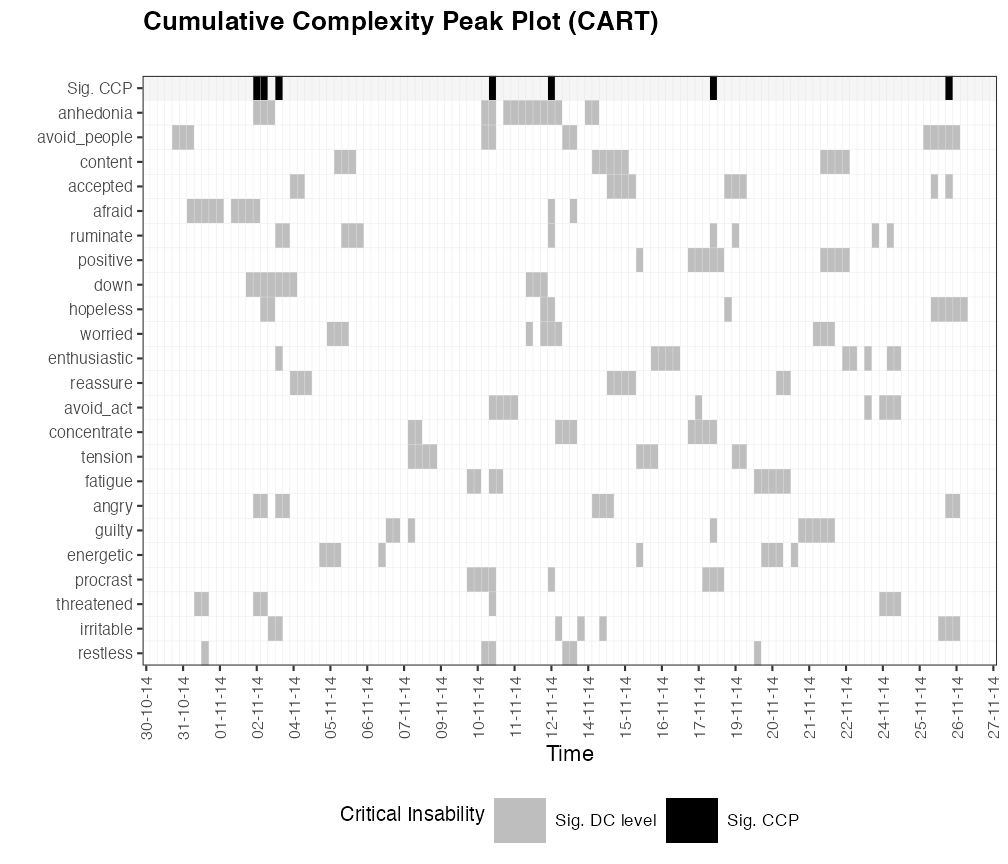 Cumulative Complexity Peak Plot (CART)
Sig. CCP
anhedonia
avoid_people
content
accepted
afraid
ruminate
positive
down
hopeless
worried
enthusiastic
reassure
avoid_act
concentrate
tension
fatigue
angry
guilty
energetic
procrast
threatened
irritable
restless
30-10-14
31-10-14
01-11-14
02-11-14
04-11-14
05-11-14
06-11-14
07-11-14
09-11-14
10-11-14
11-11-14
12-11-14
14-11-14
15-11-14
16-11-14
17-11-14
19-11-14
20-11-14
21-11-14
22-11-14
24-11-14
25-11-14
26-11-14
27-11-14
Time
Critical Insability Sig. DC level Sig. CCP